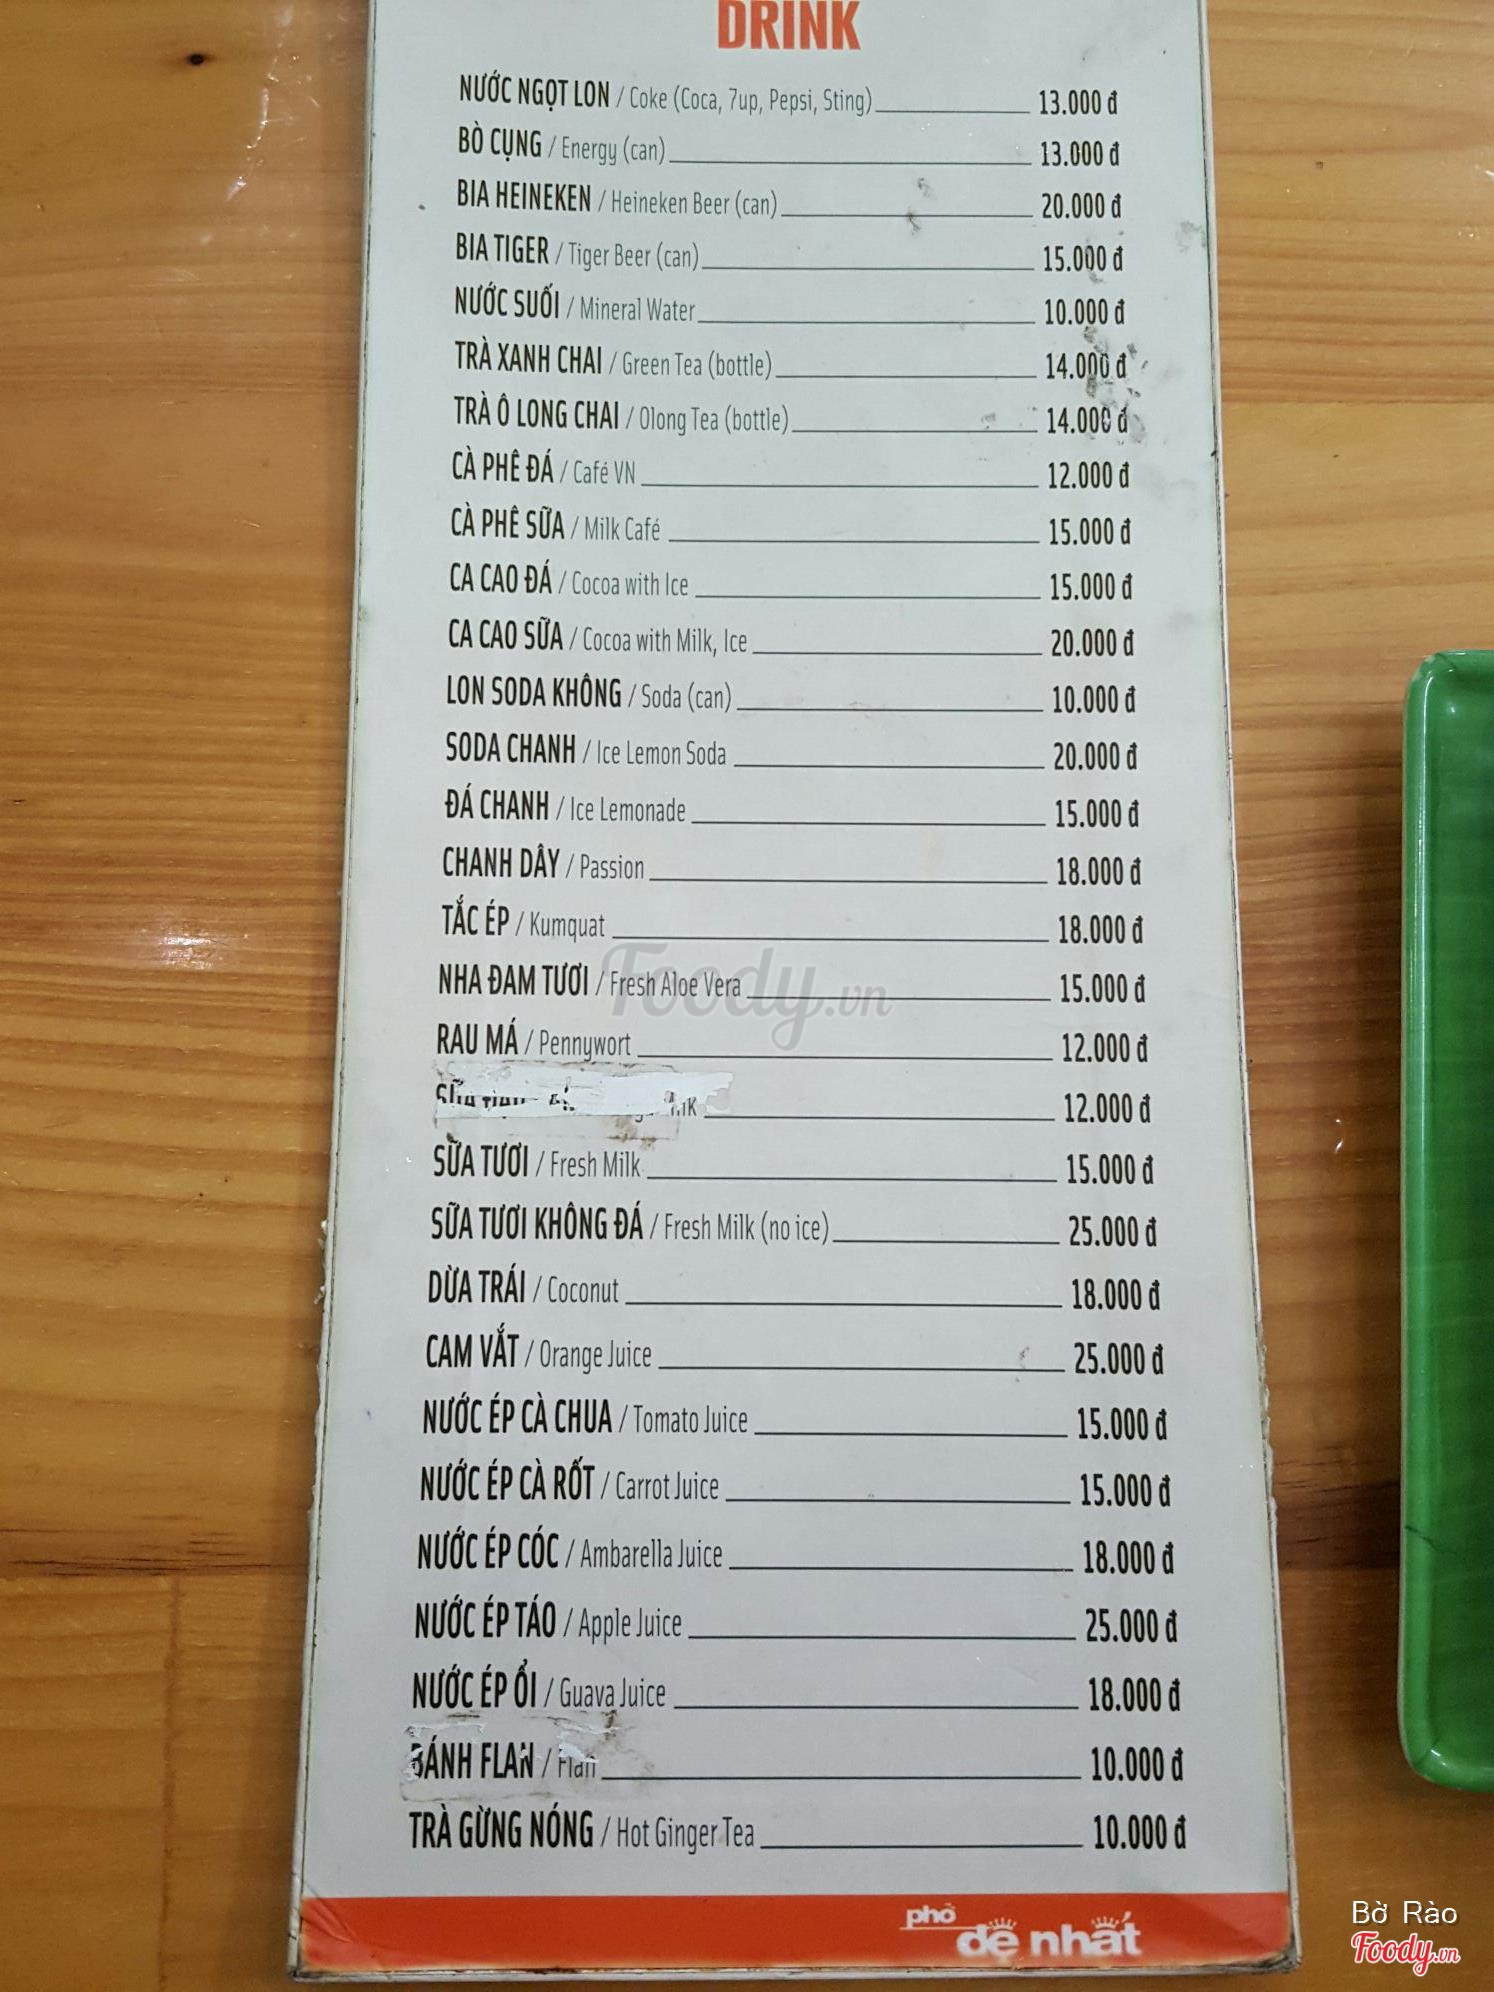 DRINK
NƯỚC NGỌT LON / Coke (Coca, 7up, Pepsi, Sting) 13.000 đ
BÒ CỤNG / Energy (can) 13.000 đ
BIA HEINEKEN / Heineken Beer (can) 20.000 đ
BIA TIGER / Tiger Beer (can) 15.000 đ
NƯỚC SUỐI / Mineral Water 10.000 đ
TRÀ XANH CHAI / Green Tea (bottle) 14.000 đ
TRÀ Ô LONG CHAI / Olong Tea (bottle) 14.000 đ
CÀ PHÊ ĐÁ / Café VN 12.000 đ
CÀ PHÊ SỮA / Milk Café 15.000 đ
CA CAO ĐÁ / Cocoa with Ice 15.000 đ
CA CAO SỮA / Cocoa with Milk, Ice 20.000 đ
LON SODA KHÔNG / Soda (can) 10.000 đ
SODA CHANH / Ice Lemon Soda 20.000 đ
ĐÁ CHANH / Ice Lemonade 15.000 đ
CHANH DÂY / Passion 18.000 đ
TẮC ÉP / Kumquat 18.000 đ
NHA ĐAM TƯƠI / Fresh Aloe Vera 15.000 đ
RAU MÁ / Pennywort 12.000 đ
12.000 đ
SỮA TƯƠI / Fresh Milk 15.000 đ
SỮA TƯƠI KHÔNG ĐÁ / Fresh Milk (no ice) 25.000 đ
DỪA TRÁI / Coconut 18.000 đ
CAM VẮT / Orange Juice 25.000 đ
NƯỚC ÉP CÀ CHUA / Tomato Juice 15.000 đ
NƯỚC ÉP CÀ RỐT / Carrot Juice 15.000 đ
NƯỚC ÉP CÓC / Ambarella Juice 18.000 đ
NƯỚC ÉP TÁO / Apple Juice 25.000 đ
NƯỚC ÉP ỔI / Guava Juice 18.000 đ
BÁNH FLAN / Flan 10.000 đ
TRÀ GỪNG NÓNG / Hot Ginger Tea 10.000 đ
phở
đệ nhất
Foody.vn
Bờ Rào
Foody.vn